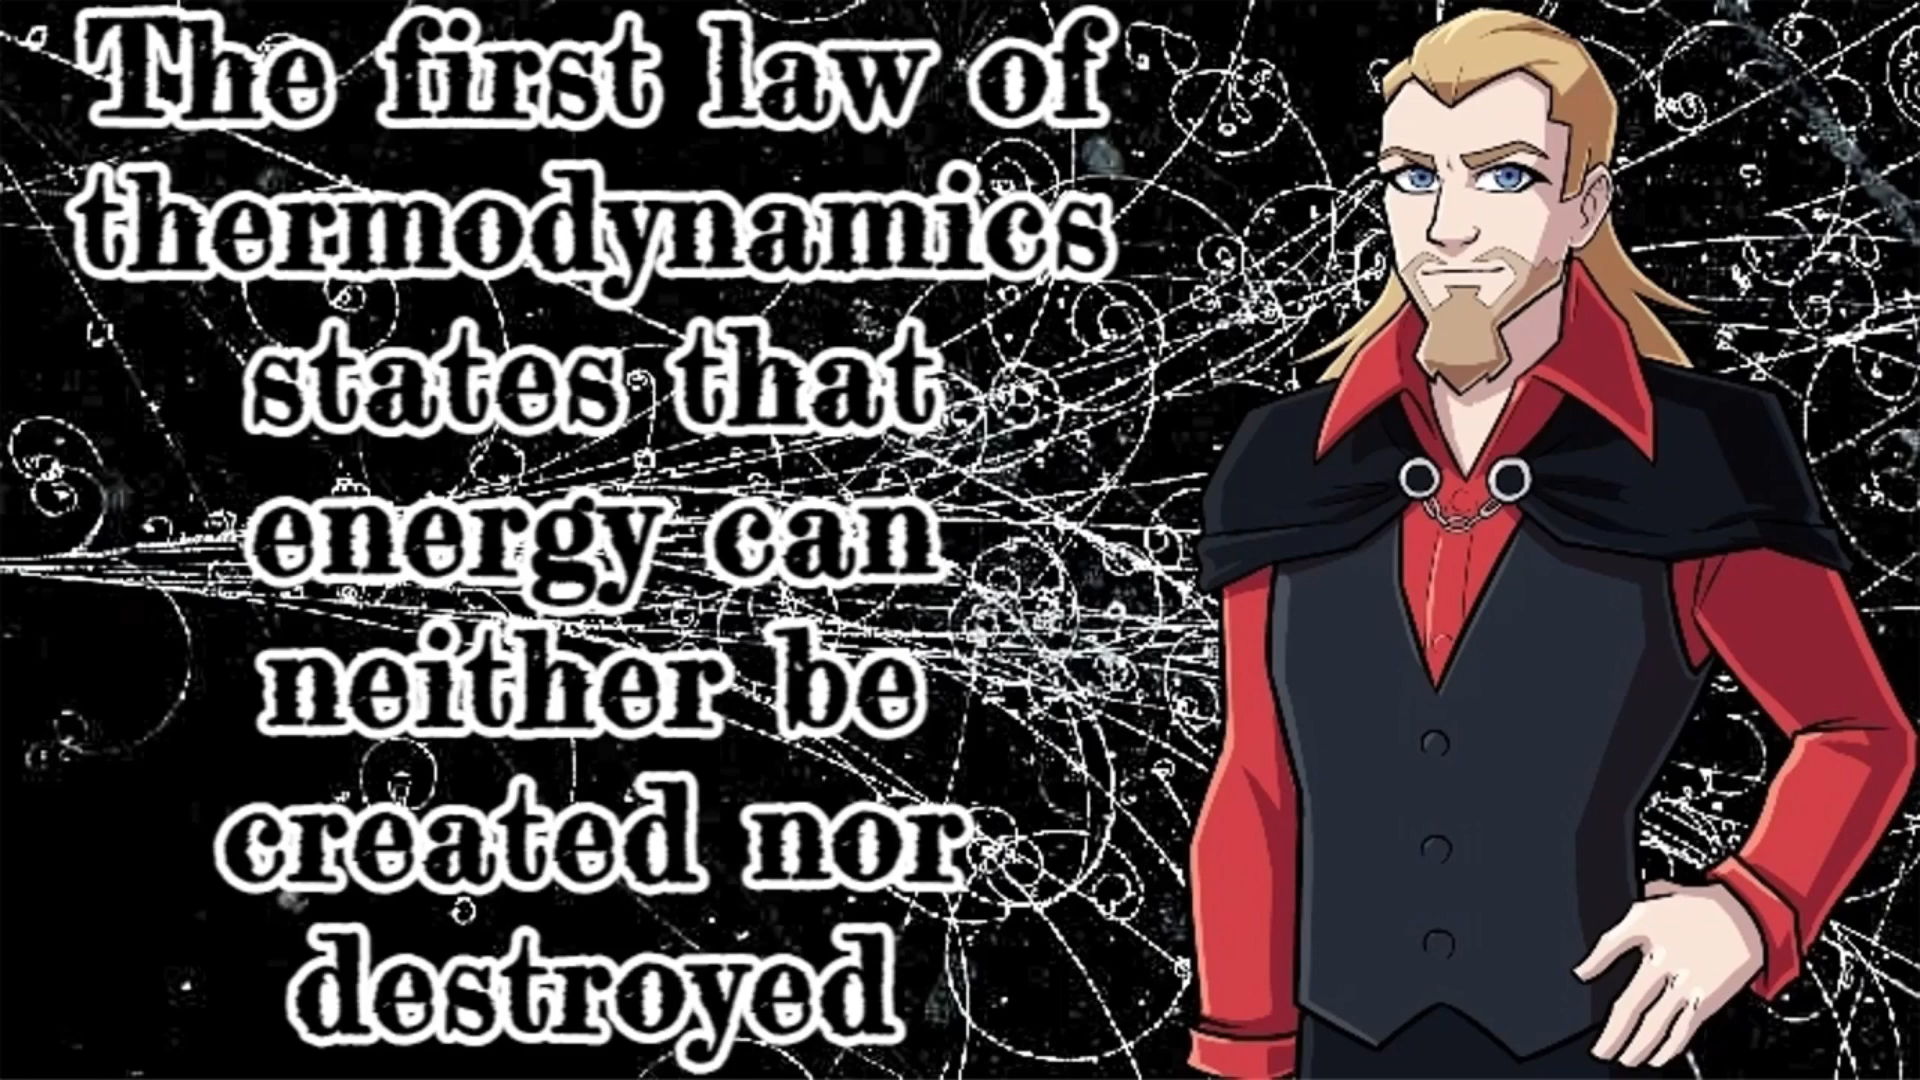 The first law of
thermodynamics
states that
energy can
neither be
created nor
destroyed